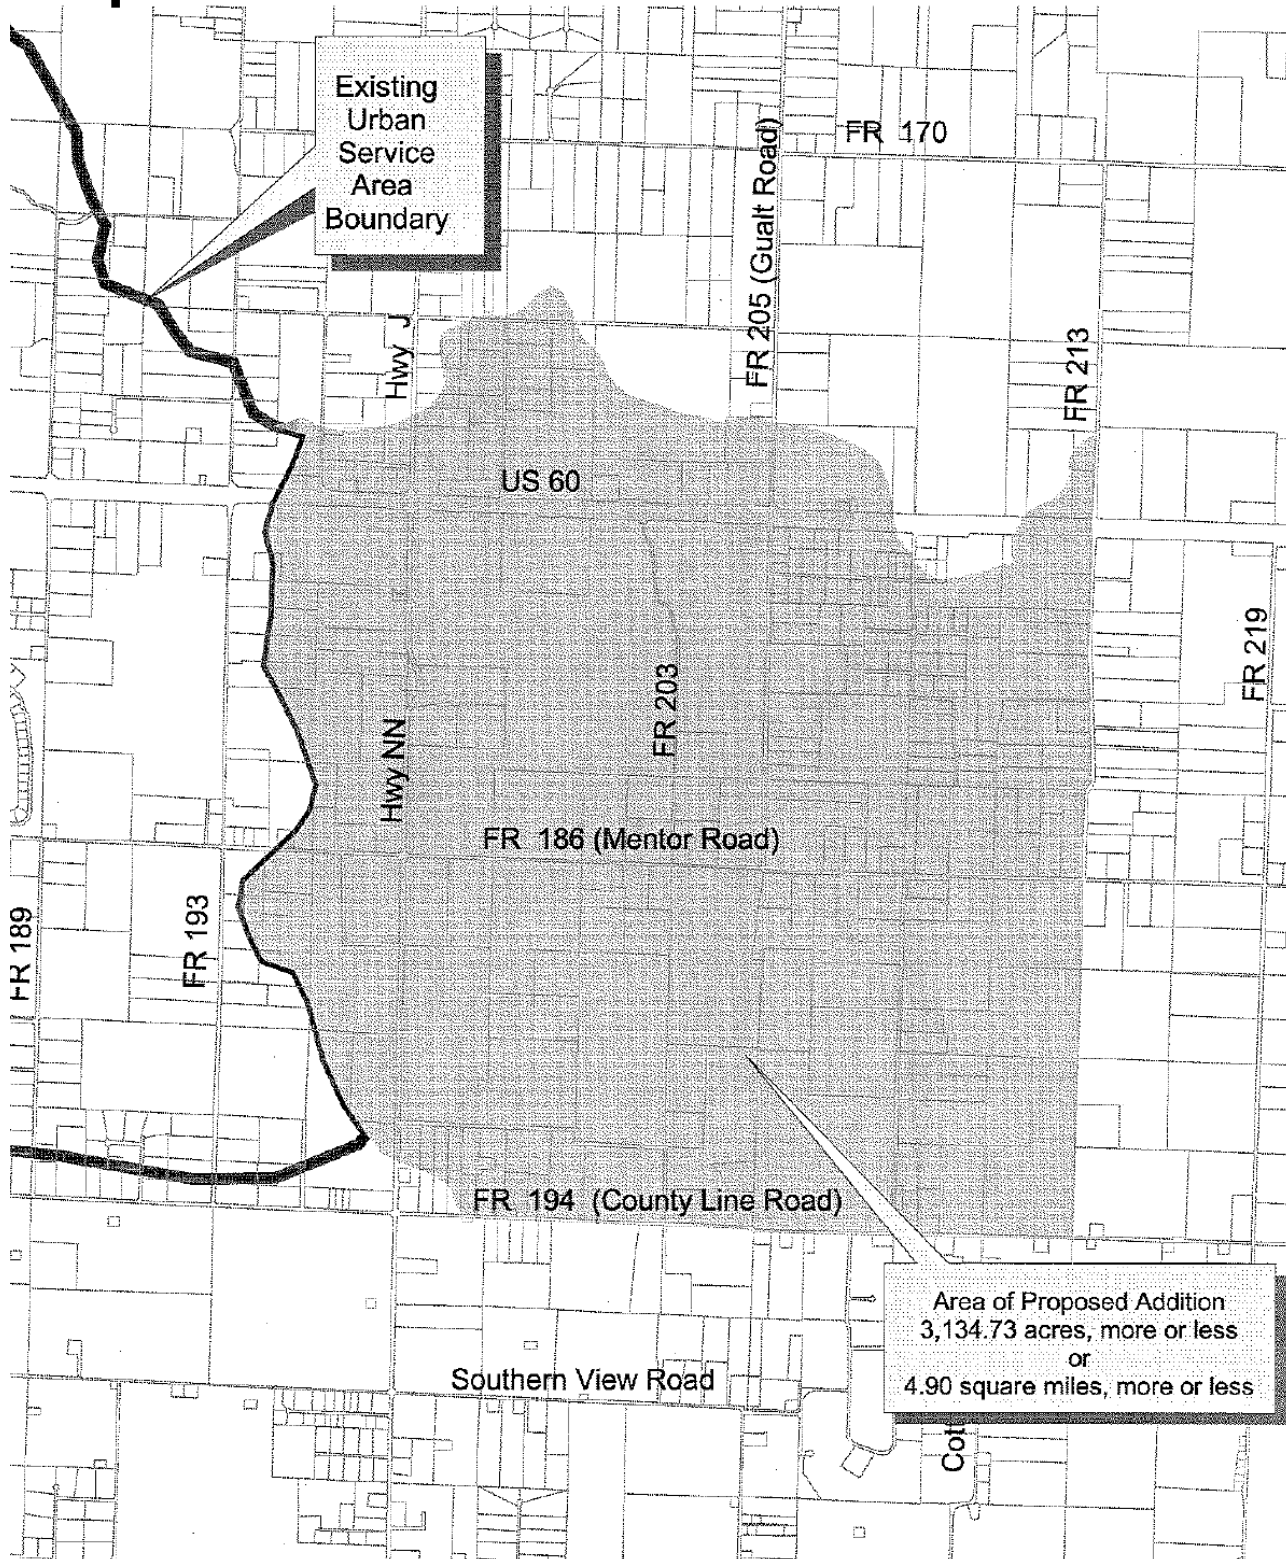 Existing
Urban
Service
Area
Boundary
FR 170
FR 205 (Gualt Road)
Hwy J
FR 213
US 60
FR 219
FR 203
Hwy NN
FR 186 (Mentor Road)
FR 189
FR 193
FR 194 (County Line Road)
Area of Proposed Addition
3,134.73 acres, more or less
or
4.90 square miles, more or less
Southern View Road